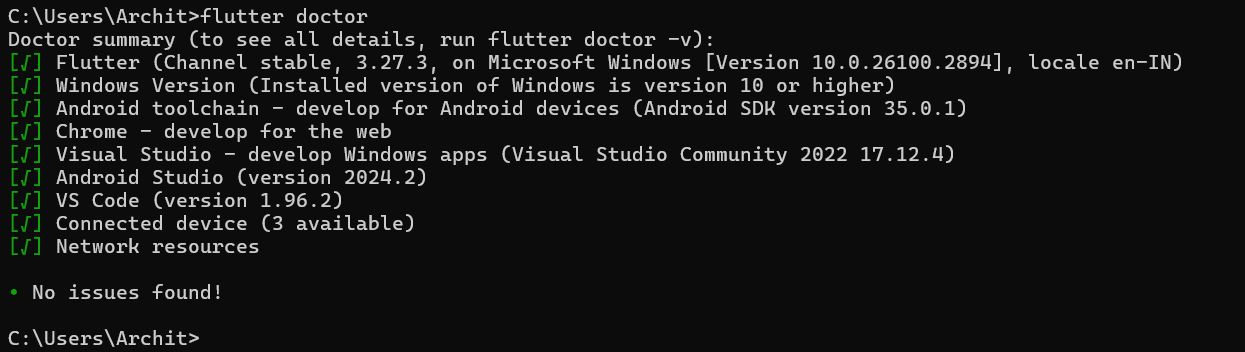 C:\Users\Archit>flutter doctor
Doctor summary (to see all details, run flutter doctor -v):
[√] Flutter (Channel stable, 3.27.3, on Microsoft Windows [Version 10.0.26100.2894], locale en-IN)
[√] Windows Version (Installed version of Windows is version 10 or higher)
[√] Android toolchain - develop for Android devices (Android SDK version 35.0.1)
[√] Chrome - develop for the web
[√] Visual Studio - develop Windows apps (Visual Studio Community 2022 17.12.4)
[√] Android Studio (version 2024.2)
[√] VS Code (version 1.96.2)
[√] Connected device (3 available)
[√] Network resources
• No issues found!
C:\Users\Archit>